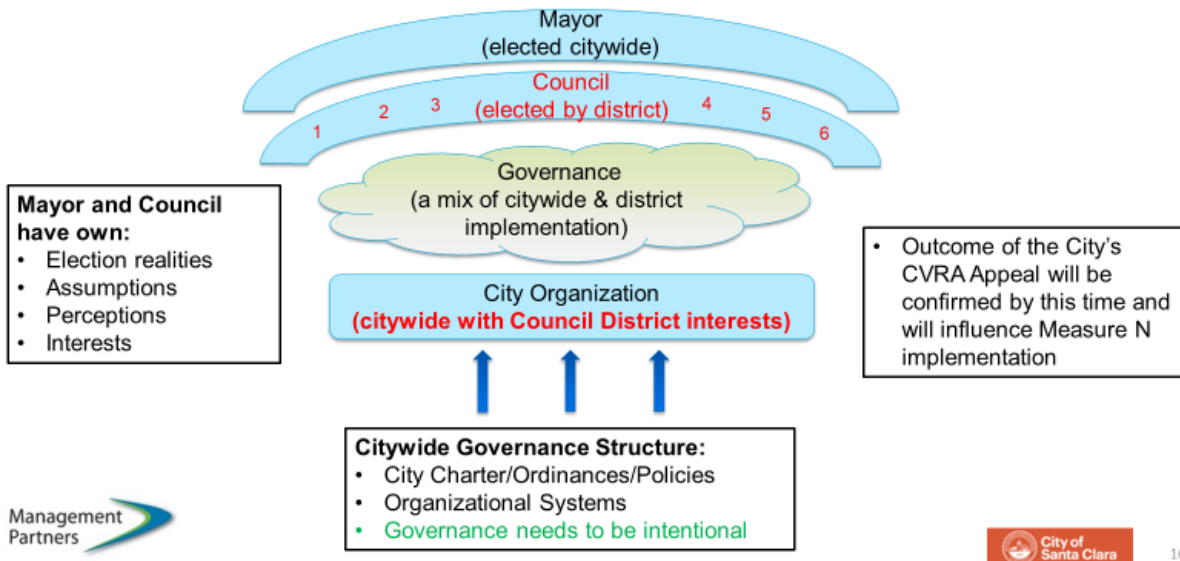 Mayor
(elected citywide)
Council
(elected by district)
1
2
3
4
5
6
Governance
(a mix of citywide & district
implementation)
Mayor and Council
have own:
• Election realities
• Assumptions
• Perceptions
• Interests
City Organization
(citywide with Council District interests)
• Outcome of the City's
CVRA Appeal will be
confirmed by this time and
will influence Measure N
implementation
Citywide Governance Structure:
• City Charter/Ordinances/Policies
• Organizational Systems
• Governance needs to be intentional
Management
Partners
City of
Santa Clara